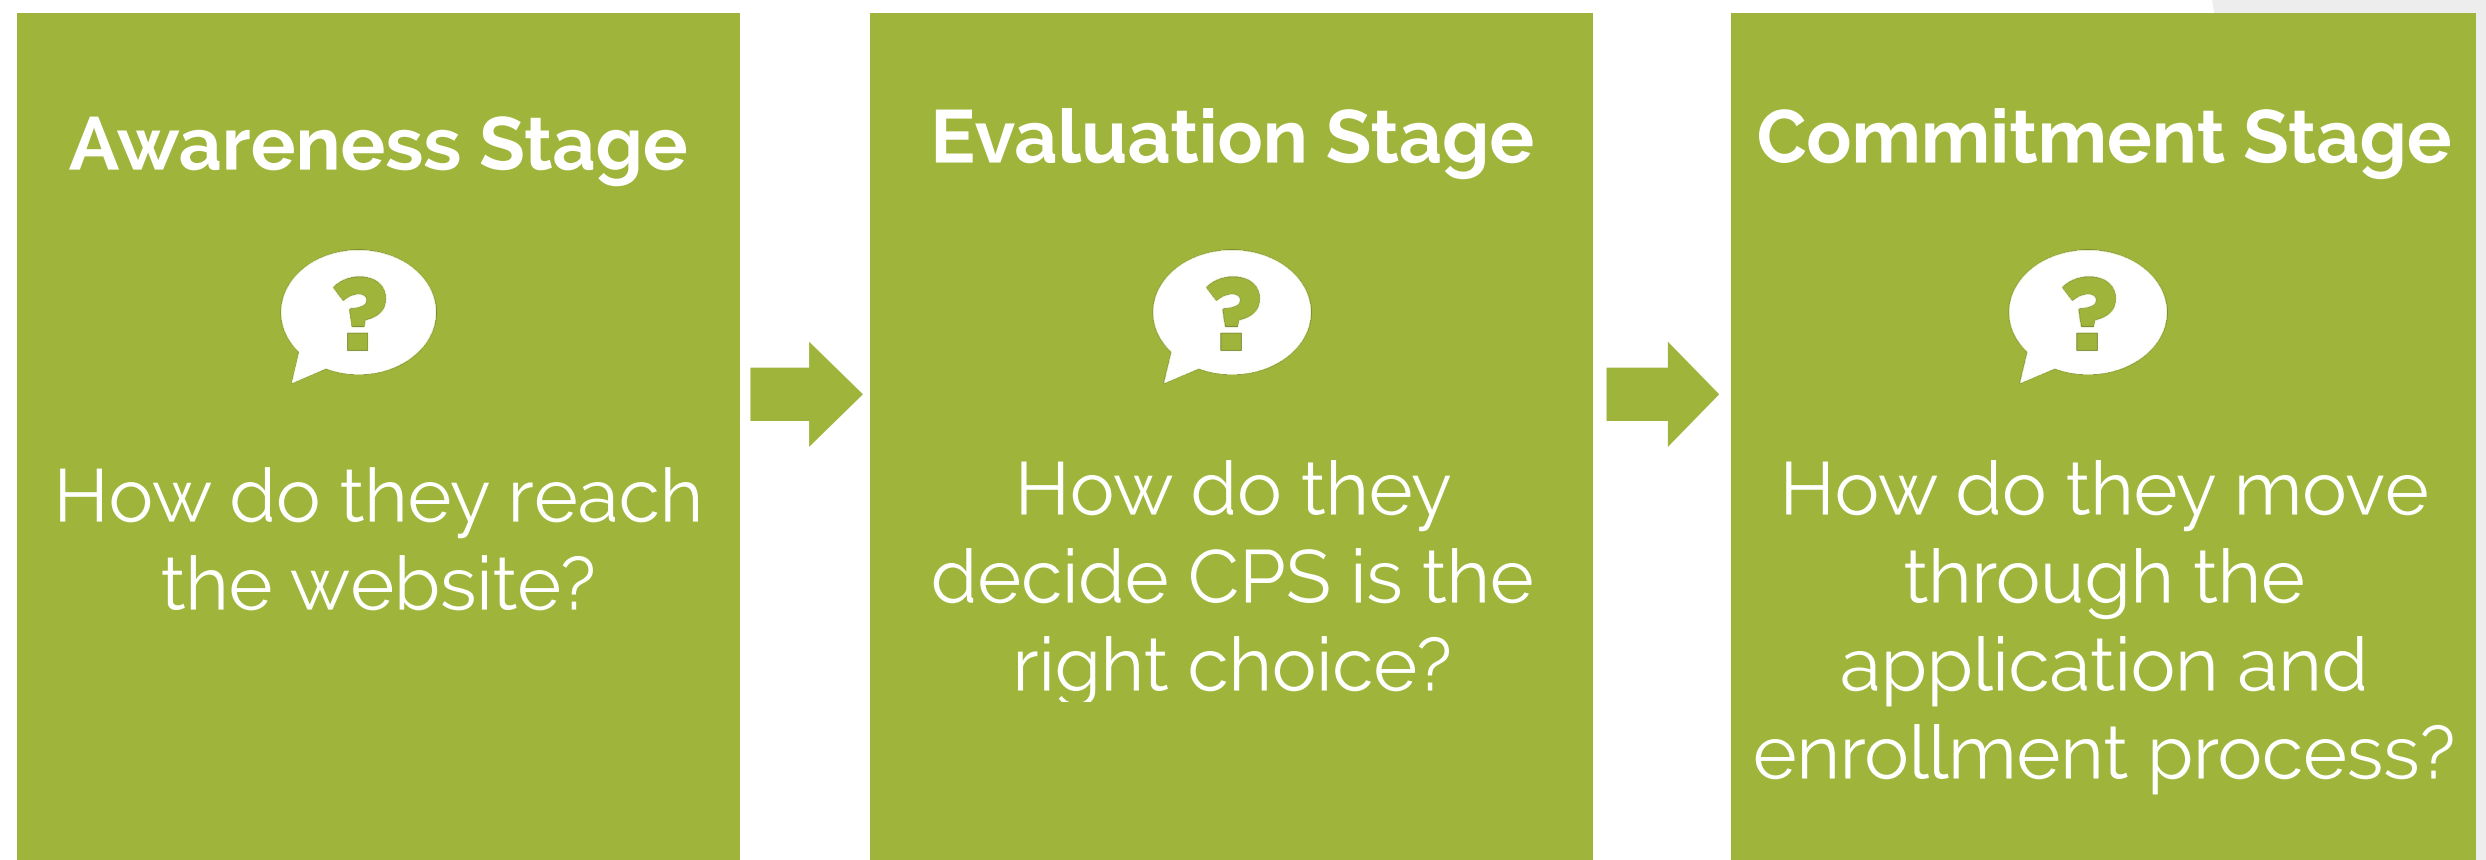 Awareness Stage
?
How do they reach
the website?
Evaluation Stage
?
How do they
decide CPS is the
right choice?
Commitment Stage
?
How do they move
through the
application and
enrollment process?